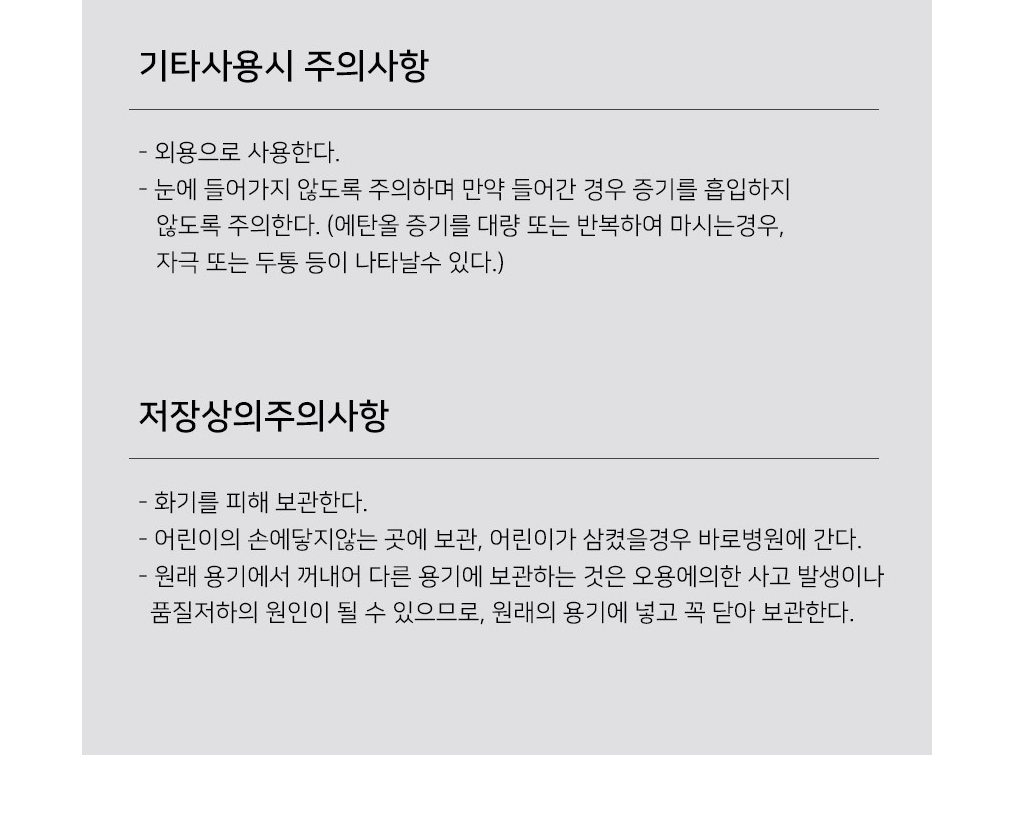 기타사용시 주의사항
- 외용으로 사용한다.
- 눈에 들어가지 않도록 주의하며 만약 들어간 경우 증기를 흡입하지
않도록 주의한다. (에탄올 증기를 대량 또는 반복하여 마시는경우,
자극 또는 두통 등이 나타날수 있다.)
저장상의주의사항
- 화기를 피해 보관한다.
- 어린이의 손에닿지않는 곳에 보관, 어린이가 삼켰을경우 바로병원에 간다.
- 원래 용기에서 꺼내어 다른 용기에 보관하는 것은 오용에의한 사고 발생이나
품질저하의 원인이 될 수 있으므로, 원래의 용기에 넣고 꼭 닫아 보관한다.